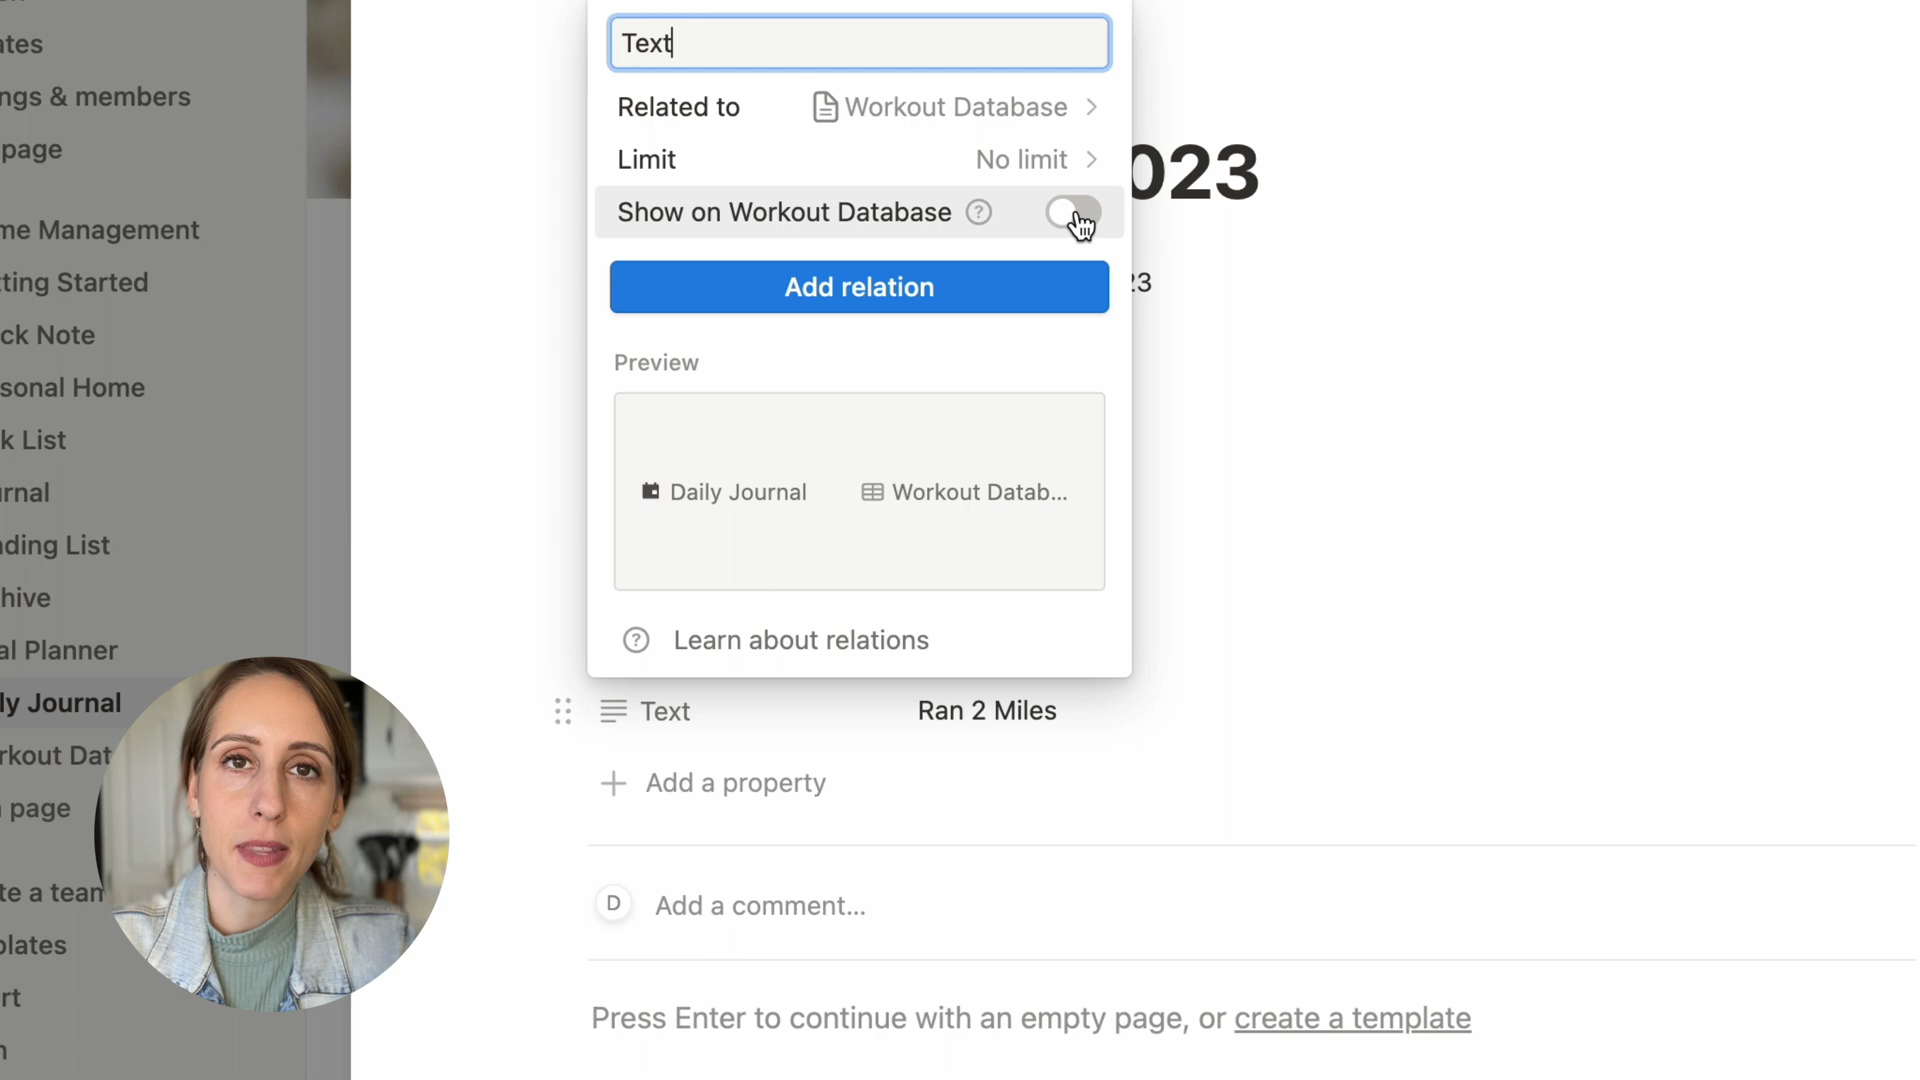 ates
ngs & members
page
me Management
ting Started
ck Note
sonal Home
k List
rnal
ding List
hive
al Planner
ly Journal
rkout Dat
page
te a team
plates
rt
n
Text
Related to Workout Database
Limit No limit
Show on Workout Database ?
Add relation
Preview
Daily Journal Workout Datab...
? Learn about relations
023
23
Text Ran 2 Miles
+ Add a property
D Add a comment...
Press Enter to continue with an empty page, or create a template